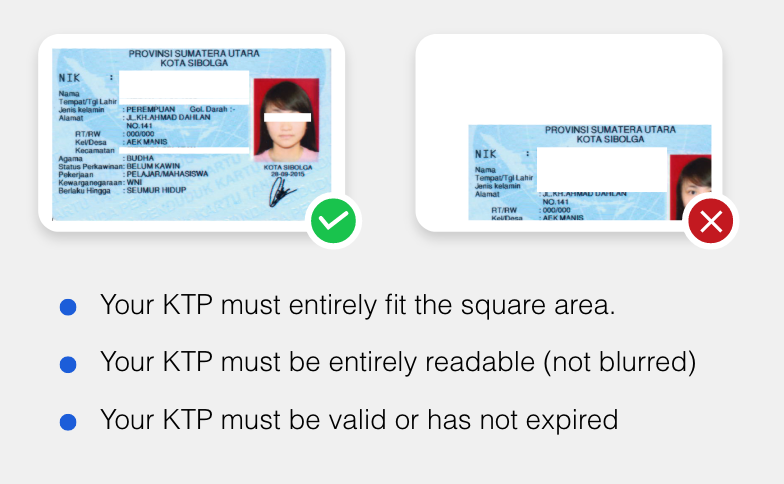 PROVINSI SUMATERA UTARA
KOTA SIBOLGA
NIK :
Nama
Tempat/Tgl Lahir
Jenis kelamin : PEREMPUAN Gol. Darah :-
Alamat : JL.KH.AHMAD DAHLAN
NO.141
RT/RW : 000/000
Kel/Desa : AEK MANIS
Kecamatan
Agama : BUDHA
Status Perkawinan: BELUM KAWIN
Pekerjaan : PELAJAR/MAHASISWA
Kewarganegaraan: WNI
Berlaku Hingga : SEUMUR HIDUP
KOTA SIBOLGA
28-09-2015
PROVINSI SUMATERA UTARA
KOTA SIBOLGA
NIK :
Nama
Tempat/Tgl Lahir
Jenis kelamin
Alamat : JL.KH.AHMAD DAHLAN
NO.141
RT/RW : 000/000
Kel/Desa : AEK MANIS
Your KTP must entirely fit the square area.
Your KTP must be entirely readable (not blurred)
Your KTP must be valid or has not expired